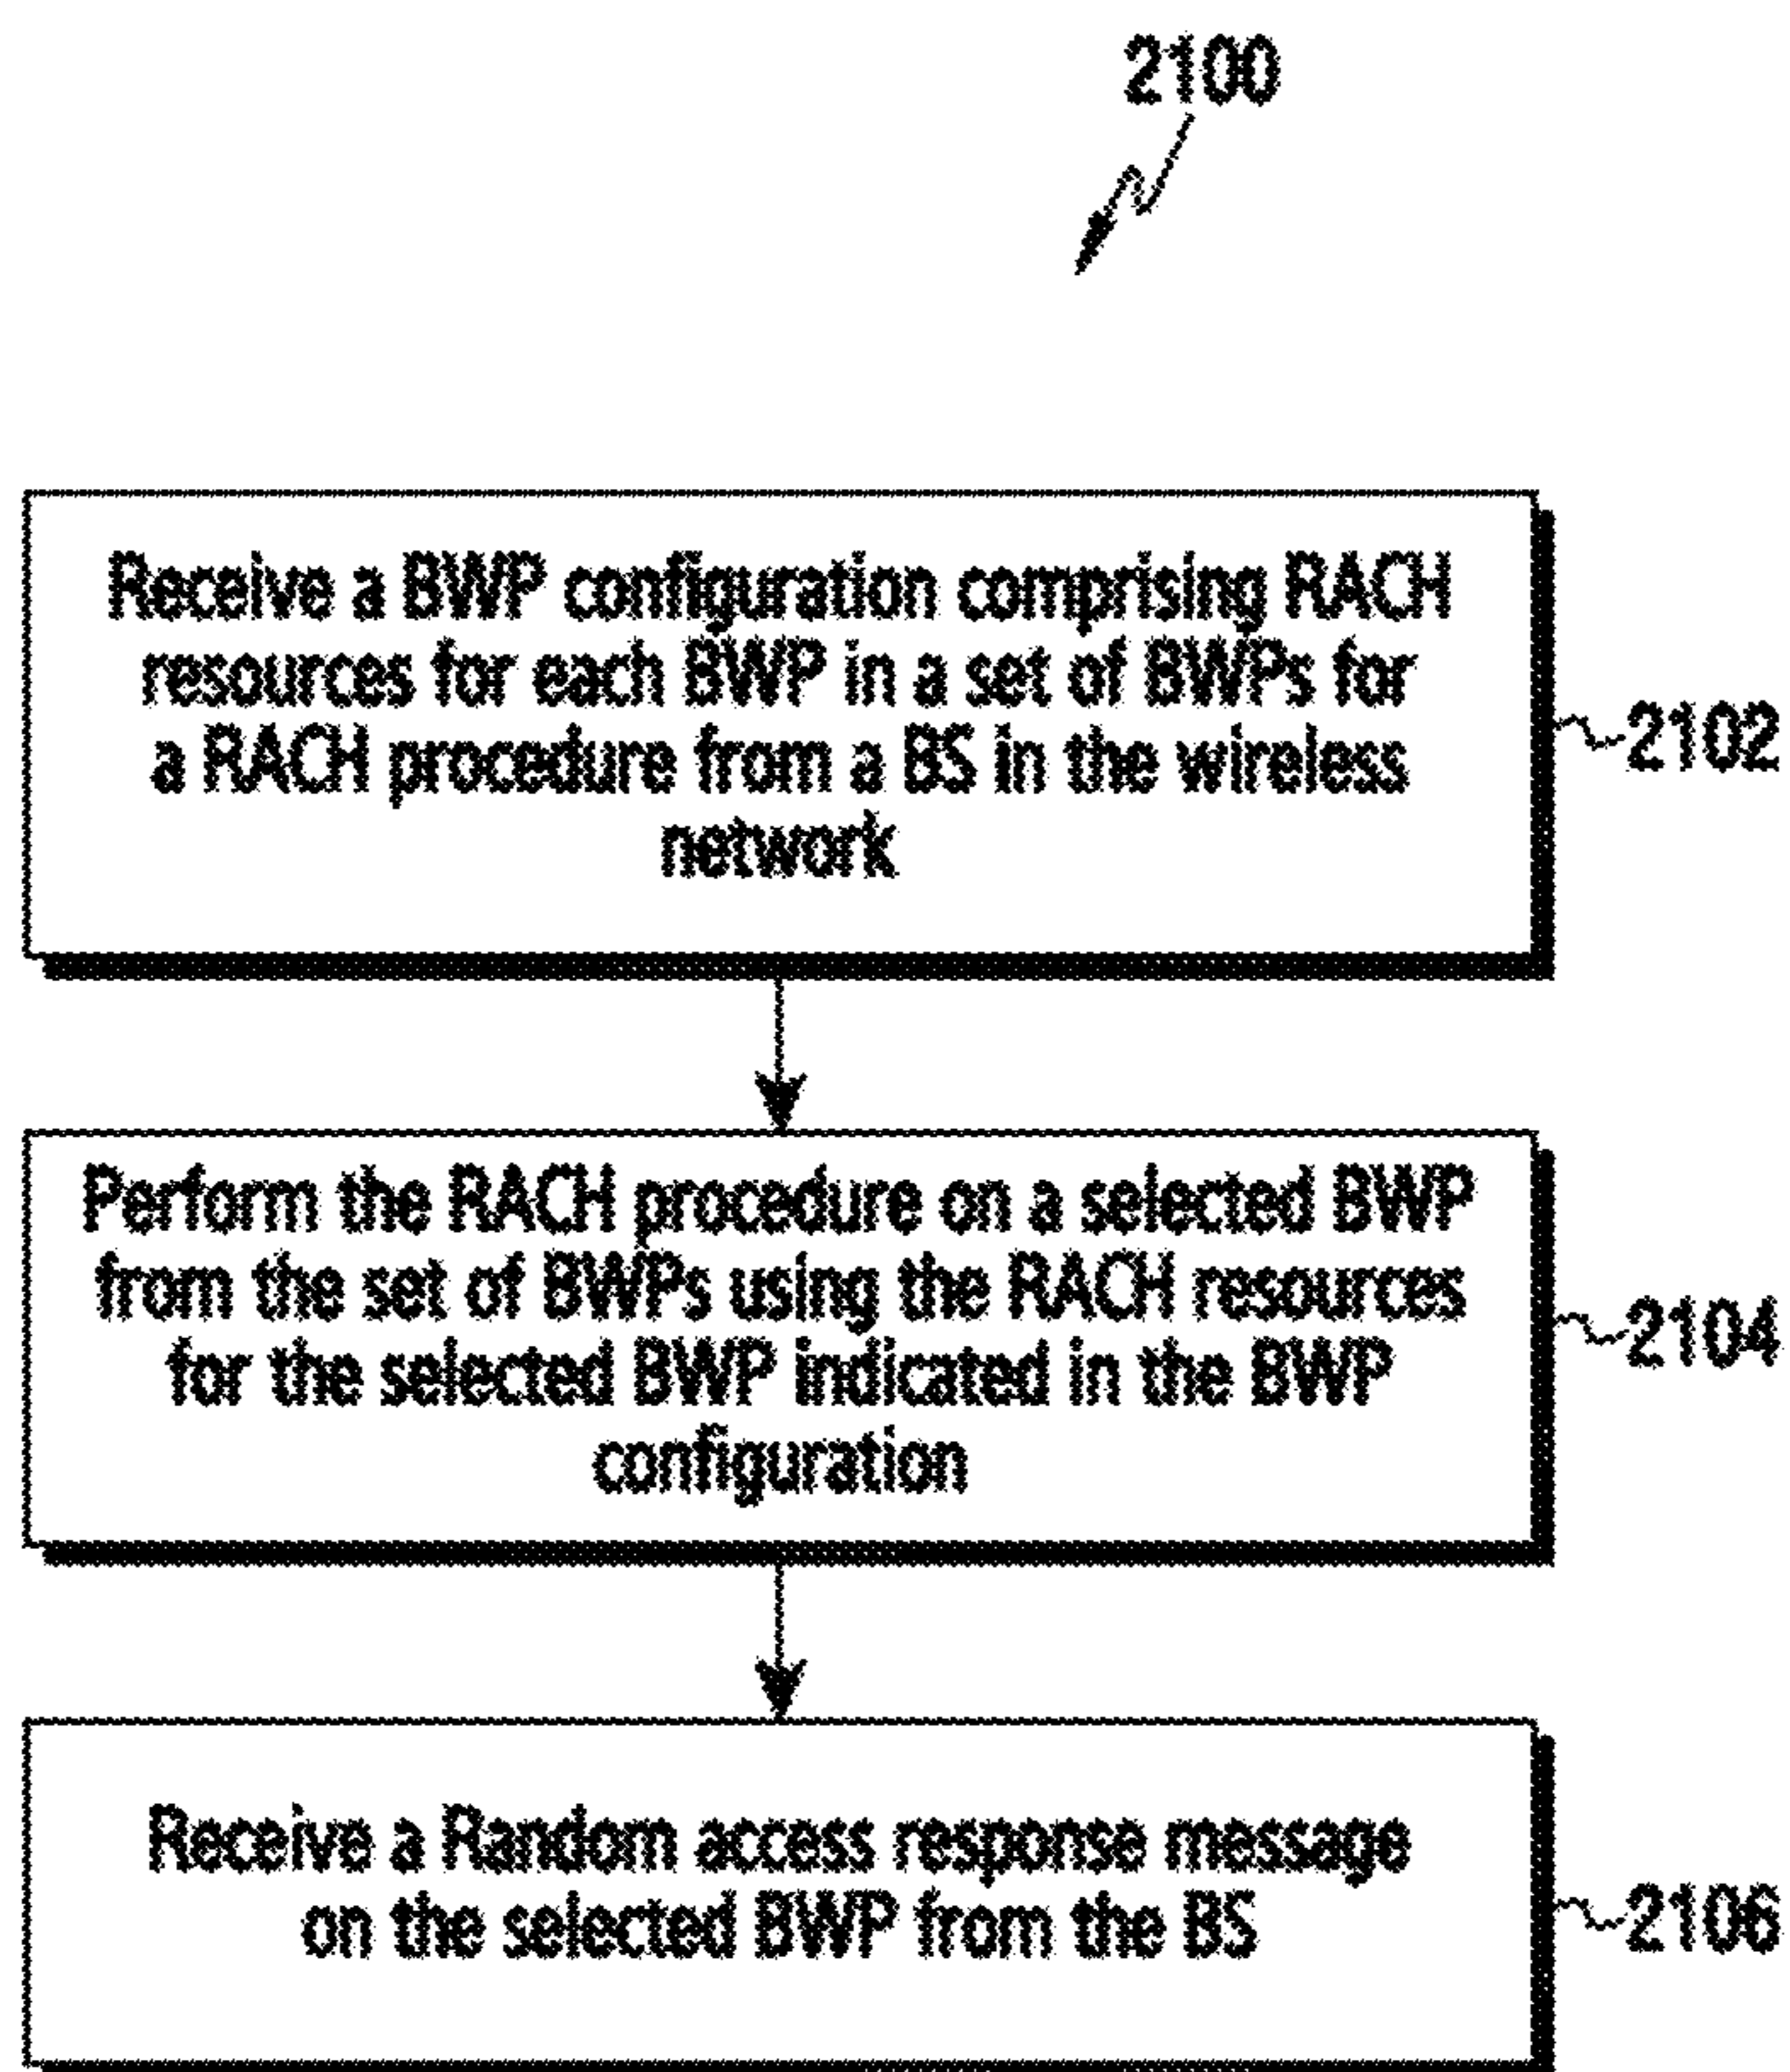 2100
Receive a BWP configuration comprising RACH
resources for each BWP in a set of BWPs for
a RACH procedure from a BS in the wireless
network
2102
Perform the RACH procedure on a selected BWP
from the set of BWPs using the RACH resources
for the selected BWP indicated in the BWP
configuration
2104
Receive a Random access response message
on the selected BWP from the BS
2106